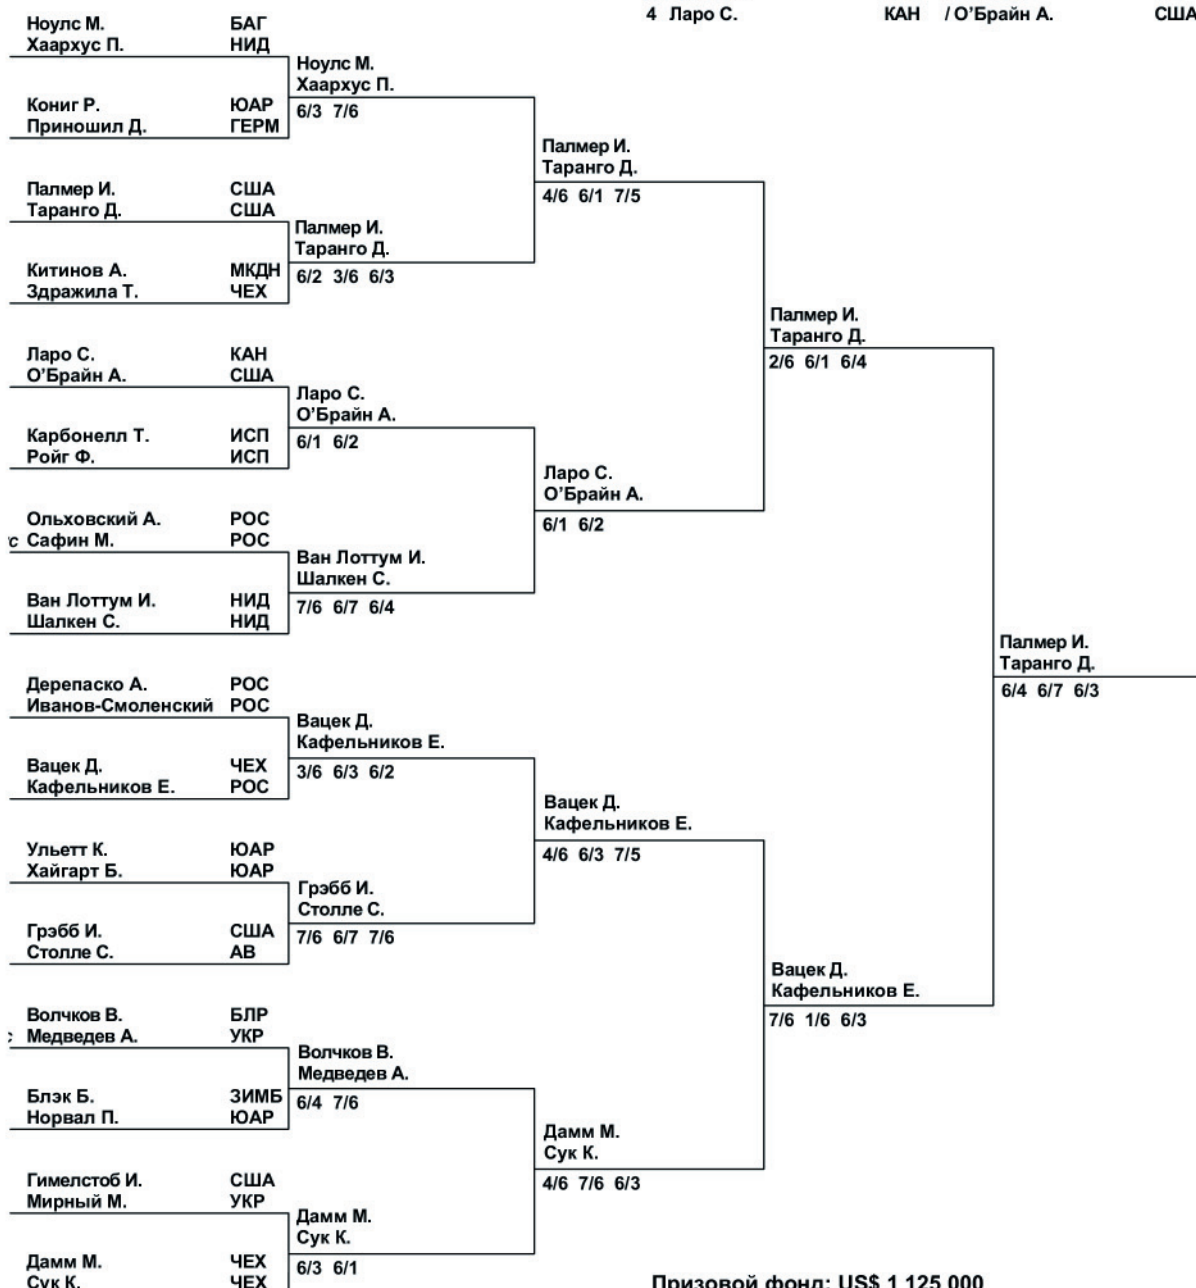 4 Ларо С. КАН / О’Брайн А. США
Ноулс М. БАГ
Хаархус П. НИД
Ноулс М.
Хаархус П.
6/3 7/6
Кониг Р. ЮАР
Приношил Д. ГЕРМ
Палмер И.
Таранго Д.
4/6 6/1 7/5
Палмер И. США
Таранго Д. США
Палмер И.
Таранго Д.
6/2 3/6 6/3
Китинов А. МКДН
Здражила Т. ЧЕХ
Палмер И.
Таранго Д.
2/6 6/1 6/4
Ларо С. КАН
О’Брайн А. США
Ларо С.
О’Брайн А.
6/1 6/2
Карбонелл Т. ИСП
Ройг Ф. ИСП
Ларо С.
О’Брайн А.
6/1 6/2
Ольховский А. РОС
Сафин М. РОС
Ван Лоттум И.
Шалкен С.
7/6 6/7 6/4
Ван Лоттум И. НИД
Шалкен С. НИД
Палмер И.
Таранго Д.
6/4 6/7 6/3
Дерепаско А. РОС
Иванов-Смоленский РОС
Вацек Д.
Кафельников Е.
3/6 6/3 6/2
Вацек Д. ЧЕХ
Кафельников Е. РОС
Вацек Д.
Кафельников Е.
4/6 6/3 7/5
Ульетт К. ЮАР
Хайгарт Б. ЮАР
Грэбб И.
Столле С.
7/6 6/7 7/6
Грэбб И. США
Столле С. АВ
Вацек Д.
Кафельников Е.
7/6 1/6 6/3
Волчков В. БЛР
Медведев А. УКР
Волчков В.
Медведев А.
6/4 7/6
Блэк Б. ЗИМБ
Норвал П. ЮАР
Дамм М.
Сук К.
4/6 7/6 6/3
Гимелстоб И. США
Мирный М. УКР
Дамм М.
Сук К.
6/3 6/1
Дамм М. ЧЕХ
Сук К. ЧЕХ
Призовой фонд: US$ 1 125 000